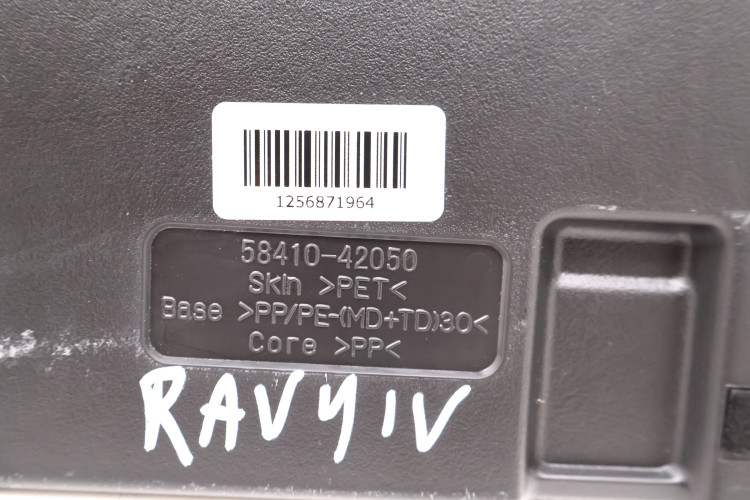 1256871964
58410-42050
Skin >PET<
Base >PP/PE-(MD+TD)30<
Core >PP<
RAV4IV